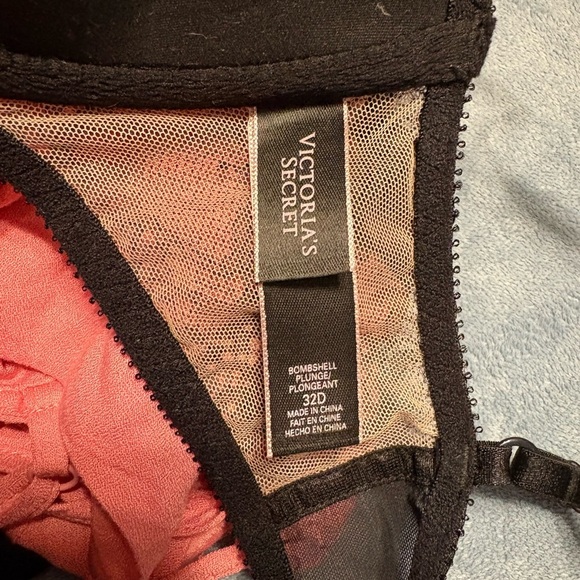 VICTORIA'S
SECRET
BOMBSHELL
PLUNGE/
PLONGEANT
32D
MADE IN CHINA
FAIT EN CHINE
HECHO EN CHINA